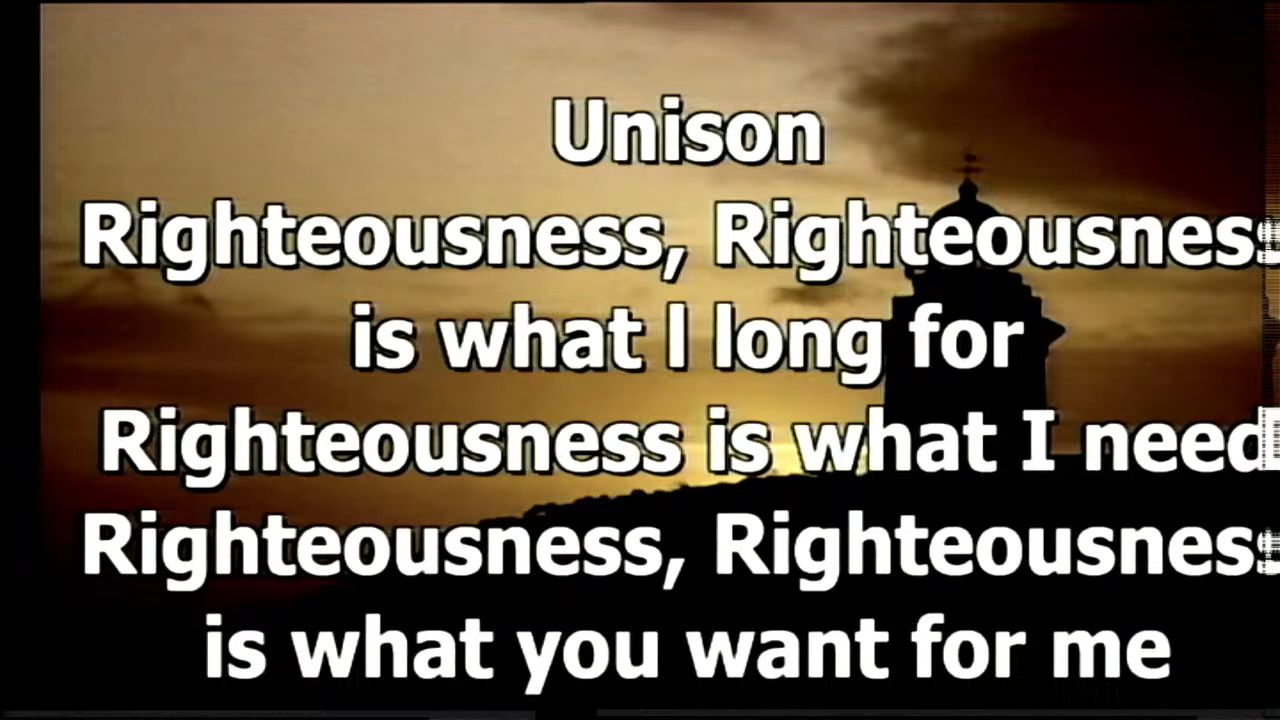 Unison
Righteousness, Righteousness
is what I long for
Righteousness is what I need
Righteousness, Righteousness
is what you want for me